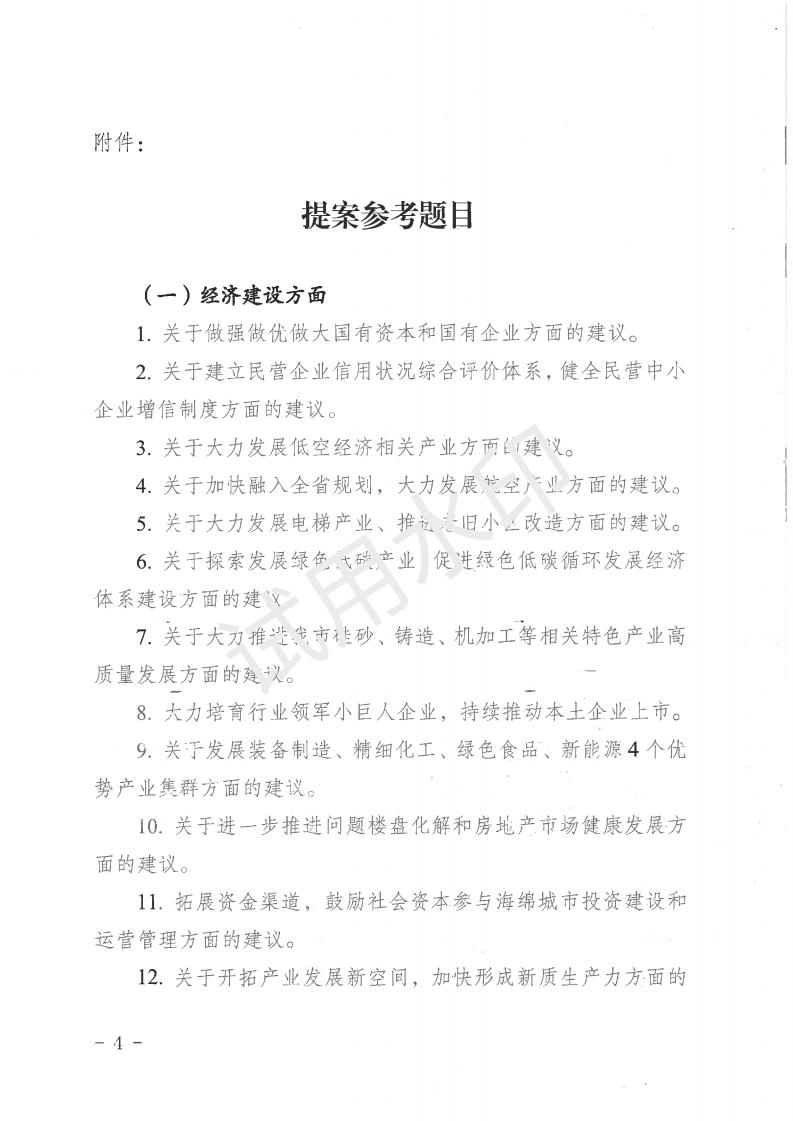 附件：
提案参考题目
（一）经济建设方面
1. 关于做强做优做大国有资本和国有企业方面的建议。
2. 关于建立民营企业信用状况综合评价体系，健全民营中小
企业增信制度方面的建议。
3. 关于大力发展低空经济相关产业方面的建议。
4. 关于加快融入全省规划，大力发展航空产业方面的建议。
5. 关于大力发展电梯产业、推进老旧小区改造方面的建议。
6. 关于探索发展绿色低碳产业 促进绿色低碳循环发展经济
体系建设方面的建议
7. 关于大力推进我市硅砂、铸造、机加工等相关特色产业高
质量发展方面的建议。
8. 大力培育行业领军小巨人企业，持续推动本土企业上市。
9. 关于发展装备制造、精细化工、绿色食品、新能源4个优
势产业集群方面的建议。
10. 关于进一步推进问题楼盘化解和房地产市场健康发展方
面的建议。
11. 拓展资金渠道，鼓励社会资本参与海绵城市投资建设和
运营管理方面的建议。
12. 关于开拓产业发展新空间，加快形成新质生产力方面的
- 4 -
试用水印